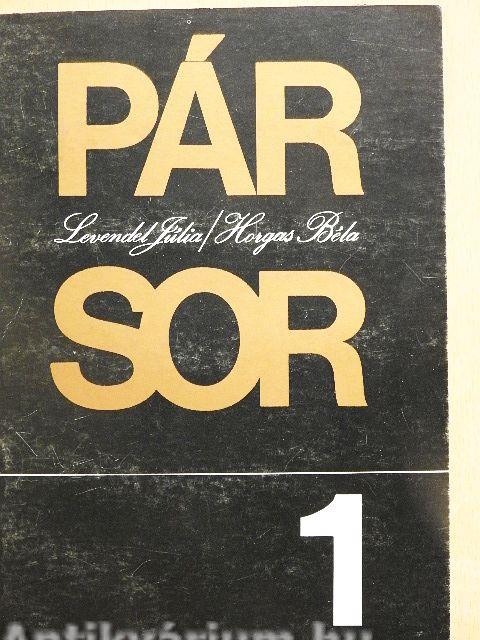 PÁR
Levendel Júlia/Horgas Béla
SOR
1
Antikvárium.hu